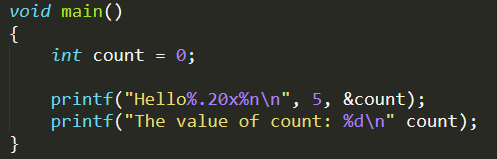 void main()
{
int count = 0;
printf("Hello%.20x%n\n", 5, &count);
printf("The value of count: %d\n" count);
}